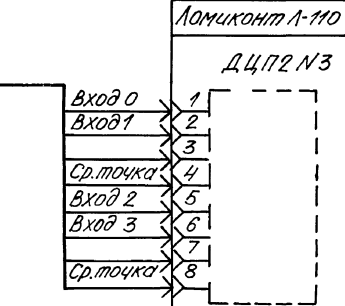 Ломиконт Л-110
ДЦП2 N3
Вход 0 1
Вход 1 2
3
Ср.точка 4
Вход 2 5
Вход 3 6
7
Ср.точка 8